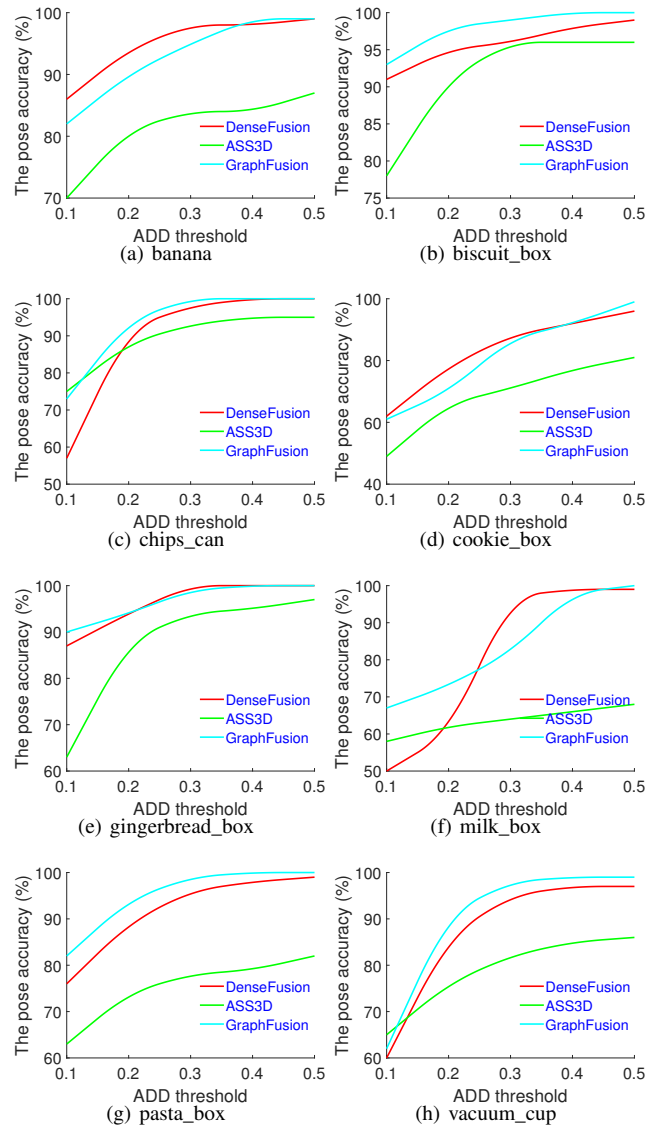 The pose accuracy (%)
100
90
80
70
DenseFusion
ASS3D
GraphFusion
0.1 0.2 0.3 0.4 0.5
ADD threshold
(a) banana
The pose accuracy (%)
100
95
90
85
80
75
DenseFusion
ASS3D
GraphFusion
0.1 0.2 0.3 0.4 0.5
ADD threshold
(b) biscuit_box
The pose accuracy (%)
100
90
80
70
60
50
DenseFusion
ASS3D
GraphFusion
0.1 0.2 0.3 0.4 0.5
ADD threshold
(c) chips_can
The pose accuracy (%)
100
80
60
40
DenseFusion
ASS3D
GraphFusion
0.1 0.2 0.3 0.4 0.5
ADD threshold
(d) cookie_box
The pose accuracy (%)
100
90
80
70
60
DenseFusion
ASS3D
GraphFusion
0.1 0.2 0.3 0.4 0.5
ADD threshold
(e) gingerbread_box
The pose accuracy (%)
100
90
80
70
60
50
DenseFusion
ASS3D
GraphFusion
0.1 0.2 0.3 0.4 0.5
ADD threshold
(f) milk_box
The pose accuracy (%)
100
90
80
70
60
DenseFusion
ASS3D
GraphFusion
0.1 0.2 0.3 0.4 0.5
ADD threshold
(g) pasta_box
The pose accuracy (%)
100
90
80
70
60
DenseFusion
ASS3D
GraphFusion
0.1 0.2 0.3 0.4 0.5
ADD threshold
(h) vacuum_cup